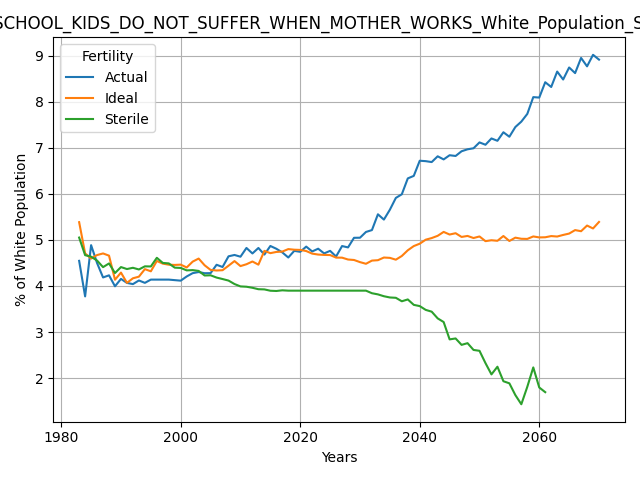 SCHOOL_KIDS_DO_NOT_SUFFER_WHEN_MOTHER_WORKS_White_Population_S
Fertility
Actual
Ideal
Sterile
% of White Population
9
8
7
6
5
4
3
2
1980
2000
2020
2040
2060
Years